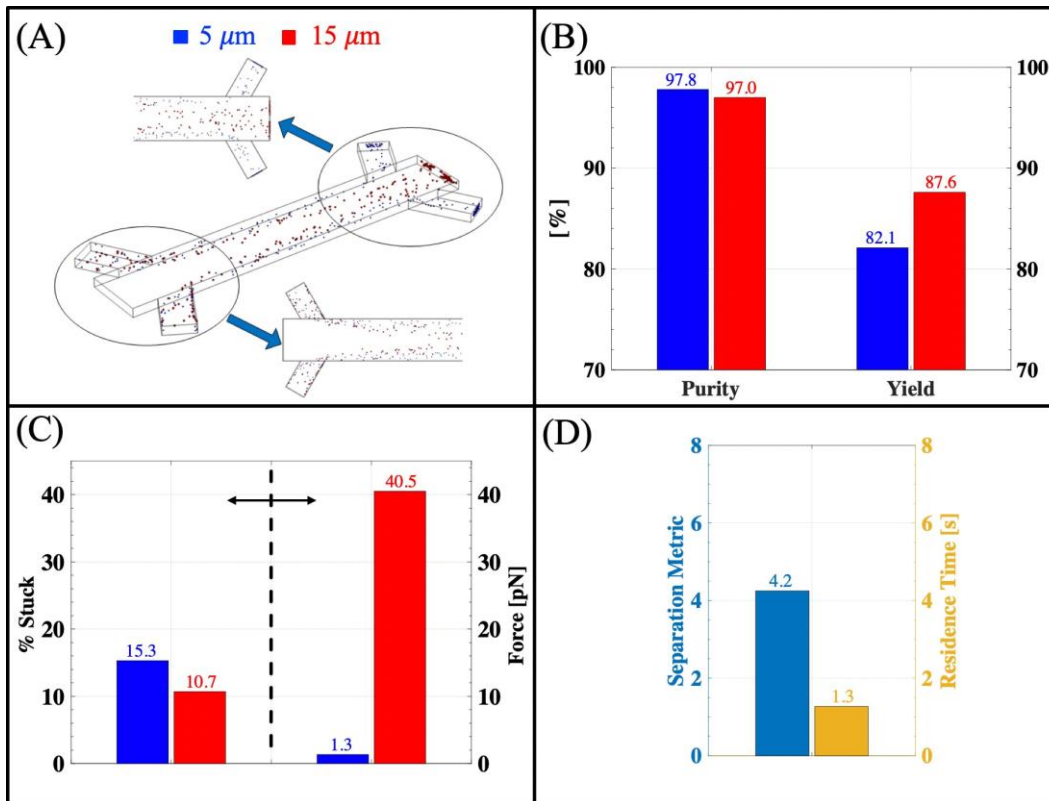 (A)
5 μm 15 μm
(B)
100 100
97.8 97.0
90 90
87.6
82.1
[%]
80 80
70 70
Purity Yield
(C)
40.5
40 40
30 30
% Stuck
Force [pN]
20 20
15.3
10.7
10 10
1.3
0 0
(D)
8 8
6 6
Separation Metric
Residence Time [s]
4.2
4 4
2 2
1.3
0 0